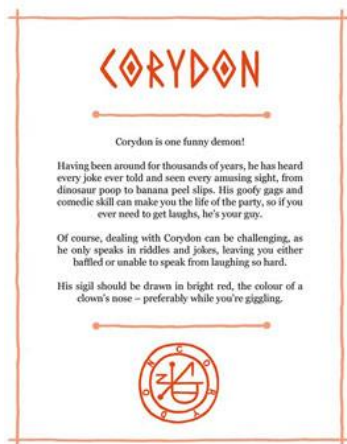 CORYDON
Corydon is one funny demon!
Having been around for thousands of years, he has heard
every joke ever told and seen every amusing sight, from
dinosaur poop to banana peel slips. His goofy gags and
comedic skill can make you the life of the party, so if you
ever need to get laughs, he's your guy.
Of course, dealing with Corydon can be challenging, as
he only speaks in riddles and jokes, leaving you either
baffled or unable to speak from laughing so hard.
His sigil should be drawn in bright red, the colour of a
clown's nose – preferably while you're giggling.
CORYDON